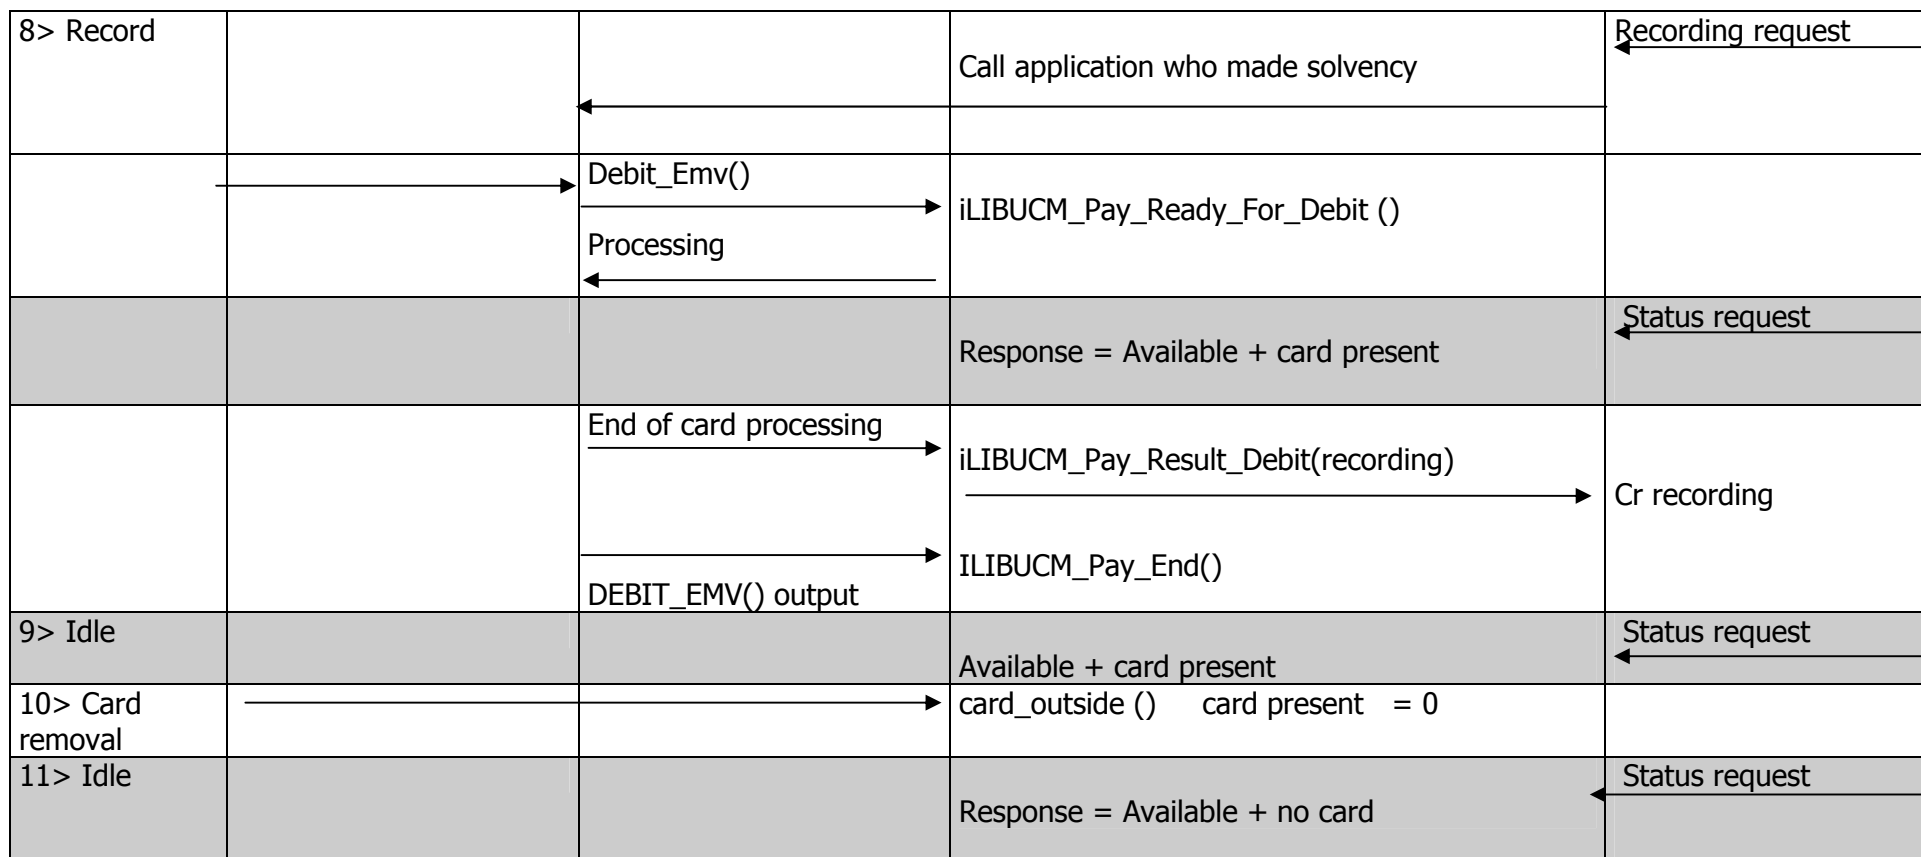 8> Record
Recording request
Call application who made solvency
Debit_Emv()
iLIBUCM_Pay_Ready_For_Debit ()
Processing
Status request
Response = Available + card present
End of card processing
iLIBUCM_Pay_Result_Debit(recording)
Cr recording
ILIBUCM_Pay_End()
DEBIT_EMV() output
9> Idle
Status request
Available + card present
10> Card
removal
card_outside () card present = 0
11> Idle
Status request
Response = Available + no card